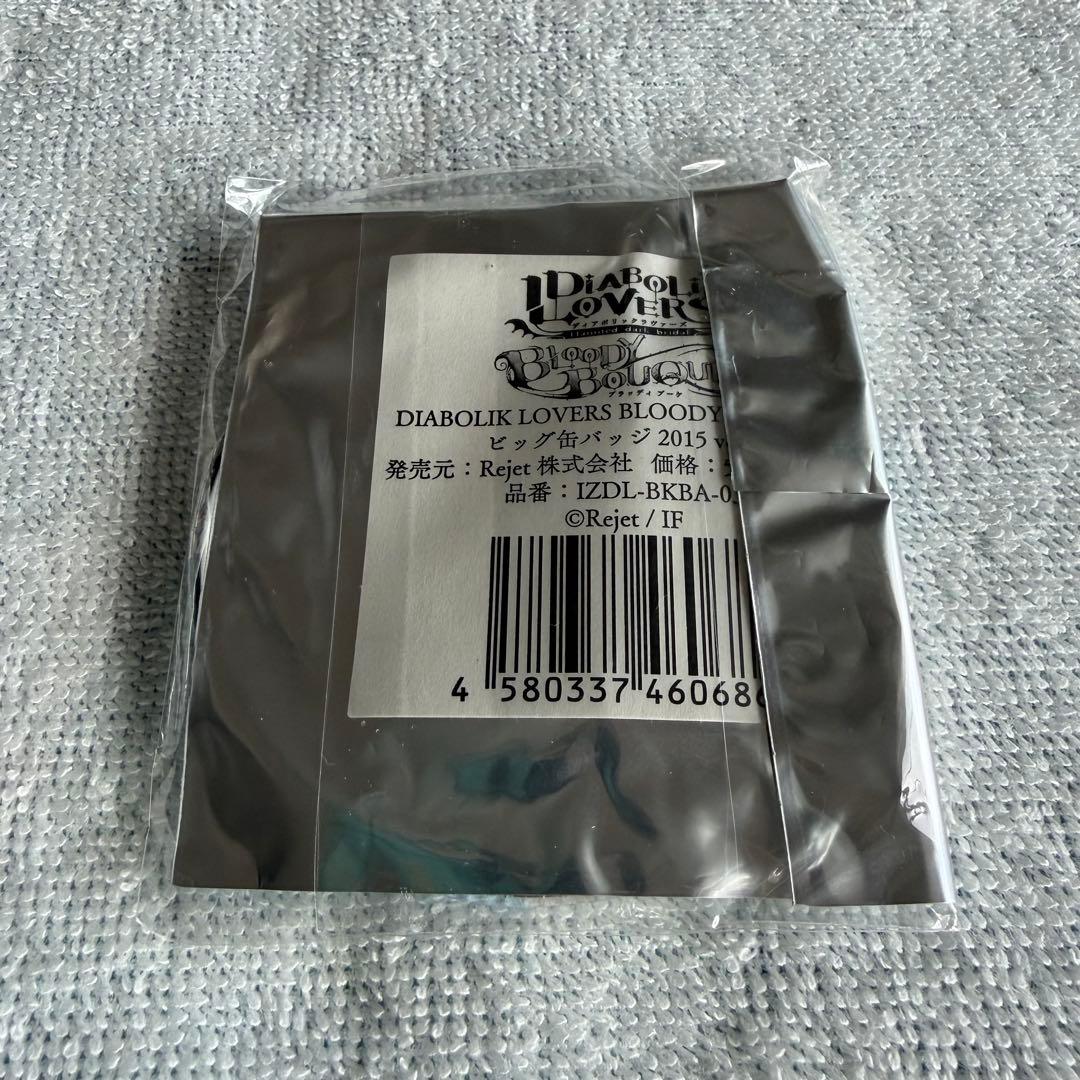 DIABOLIK
LOVERS
ディアボリックラヴァーズ
Haunted dark bridal
BLOODY
BOUQU
ブラッディ ブーケ
DIABOLIK LOVERS BLOODY
ビッグ缶バッジ 2015 v
発売元：Rejet 株式会社 価格：
品番：IZDL-BKBA-0
©Rejet / IF
4 580337 46068